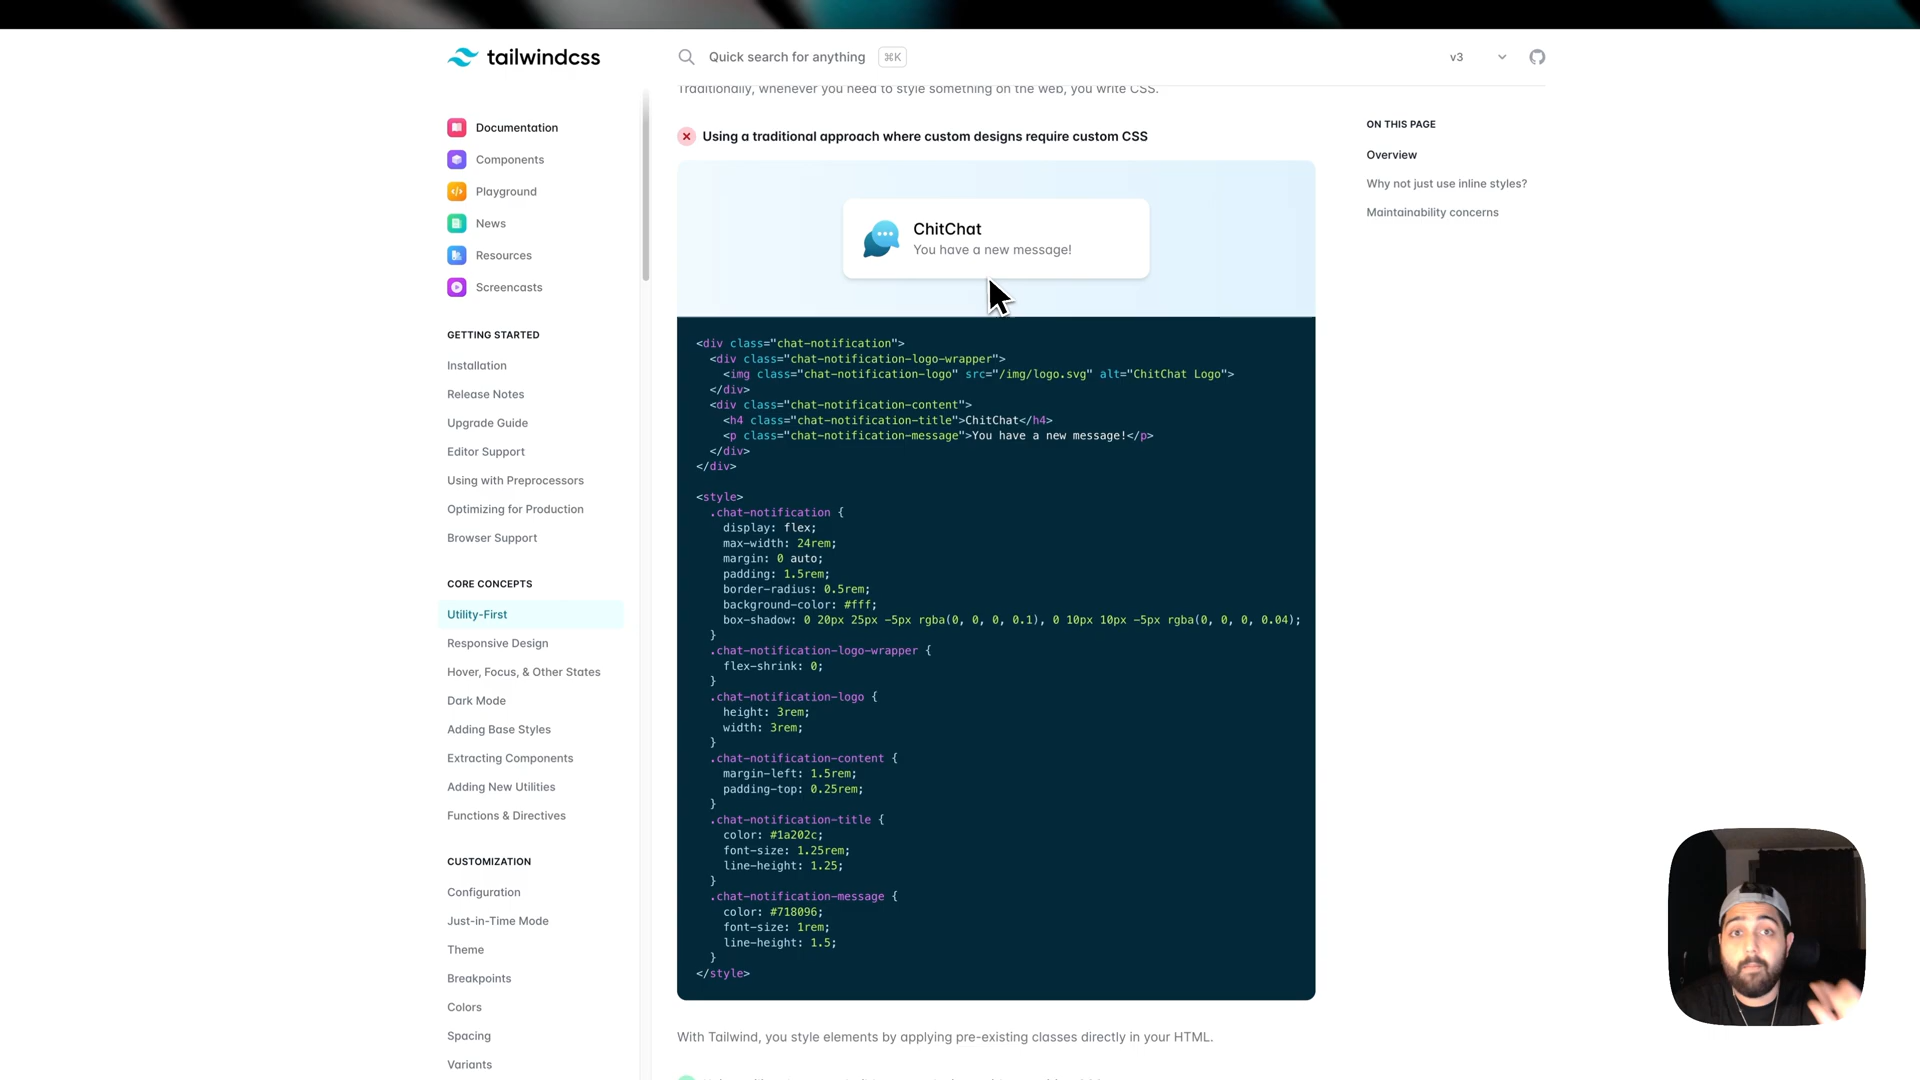 tailwindcss
Quick search for anything ⌘K
v3
Documentation
Components
Playground
News
Resources
Screencasts
GETTING STARTED
Installation
Release Notes
Upgrade Guide
Editor Support
Using with Preprocessors
Optimizing for Production
Browser Support
CORE CONCEPTS
Utility-First
Responsive Design
Hover, Focus, & Other States
Dark Mode
Adding Base Styles
Extracting Components
Adding New Utilities
Functions & Directives
CUSTOMIZATION
Configuration
Just-in-Time Mode
Theme
Breakpoints
Colors
Spacing
Variants
Traditionally, whenever you need to style something on the web, you write CSS.
Using a traditional approach where custom designs require custom CSS
ChitChat
You have a new message!
<div class="chat-notification">
  <div class="chat-notification-logo-wrapper">
    <img class="chat-notification-logo" src="/img/logo.svg" alt="ChitChat Logo">
  </div>
  <div class="chat-notification-content">
    <h4 class="chat-notification-title">ChitChat</h4>
    <p class="chat-notification-message">You have a new message!</p>
  </div>
</div>
<style>
  .chat-notification {
    display: flex;
    max-width: 24rem;
    margin: 0 auto;
    padding: 1.5rem;
    border-radius: 0.5rem;
    background-color: #fff;
    box-shadow: 0 20px 25px -5px rgba(0, 0, 0, 0.1), 0 10px 10px -5px rgba(0, 0, 0, 0.04);
  }
  .chat-notification-logo-wrapper {
    flex-shrink: 0;
  }
  .chat-notification-logo {
    height: 3rem;
    width: 3rem;
  }
  .chat-notification-content {
    margin-left: 1.5rem;
    padding-top: 0.25rem;
  }
  .chat-notification-title {
    color: #1a202c;
    font-size: 1.25rem;
    line-height: 1.25;
  }
  .chat-notification-message {
    color: #718096;
    font-size: 1rem;
    line-height: 1.5;
  }
</style>
With Tailwind, you style elements by applying pre-existing classes directly in your HTML.
ON THIS PAGE
Overview
Why not just use inline styles?
Maintainability concerns